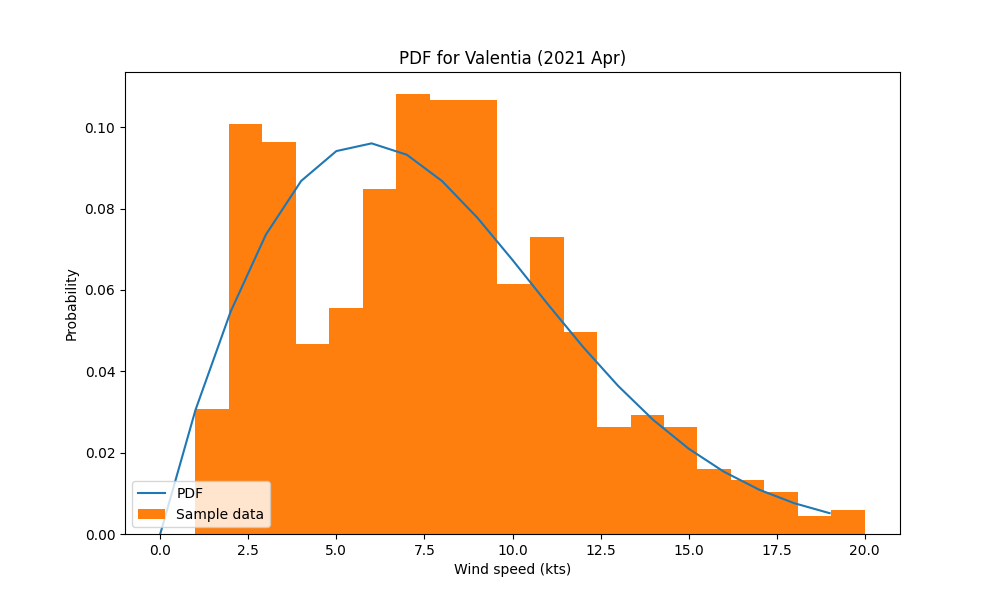 PDF for Valentia (2021 Apr)
Probability
0.10
0.08
0.06
0.04
0.02
0.00
PDF
Sample data
0.0 2.5 5.0 7.5 10.0 12.5 15.0 17.5 20.0
Wind speed (kts)